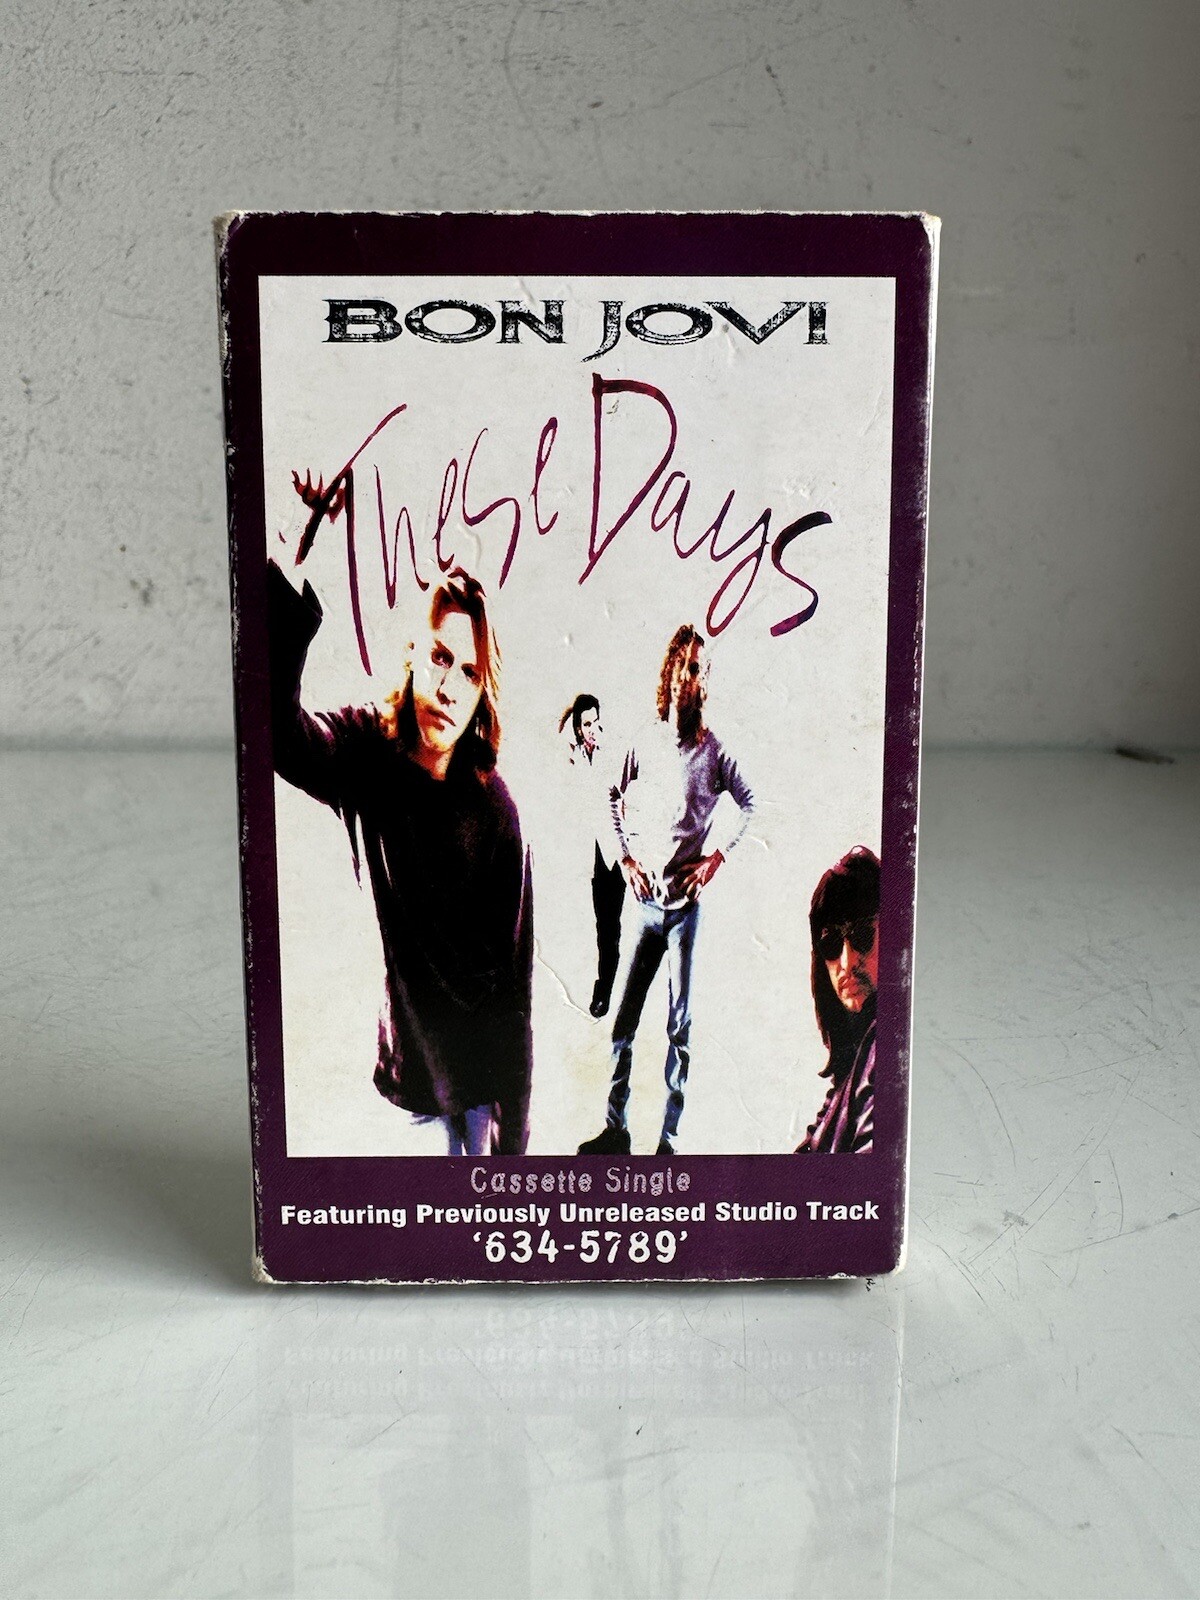 BON JOVI
These Days
Cassette Single
Featuring Previously Unreleased Studio Track
‘634-5789’